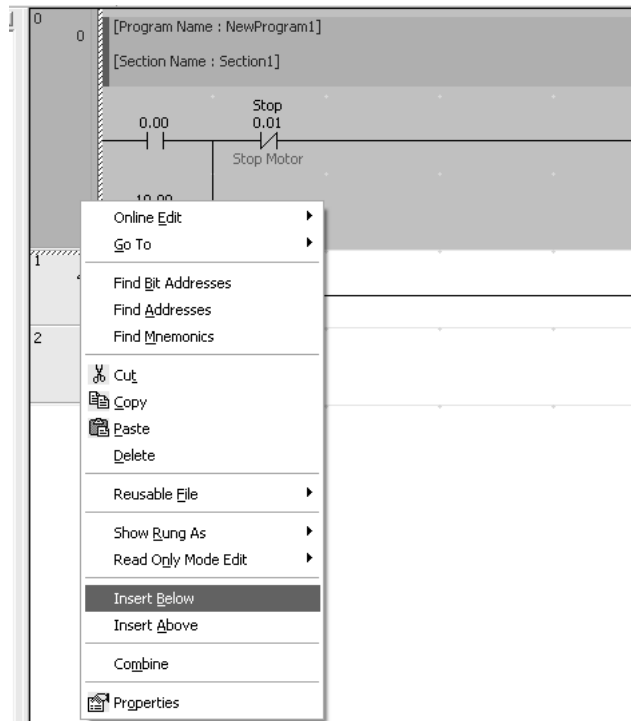 0
0
[Program Name : NewProgram1]
[Section Name : Section1]
Stop
0.00 0.01
Stop Motor
10.00
Online Edit
Go To
1
Find Bit Addresses
Find Addresses
Find Mnemonics
2
Cut
Copy
Paste
Delete
Reusable File
Show Rung As
Read Only Mode Edit
Insert Below
Insert Above
Combine
Properties